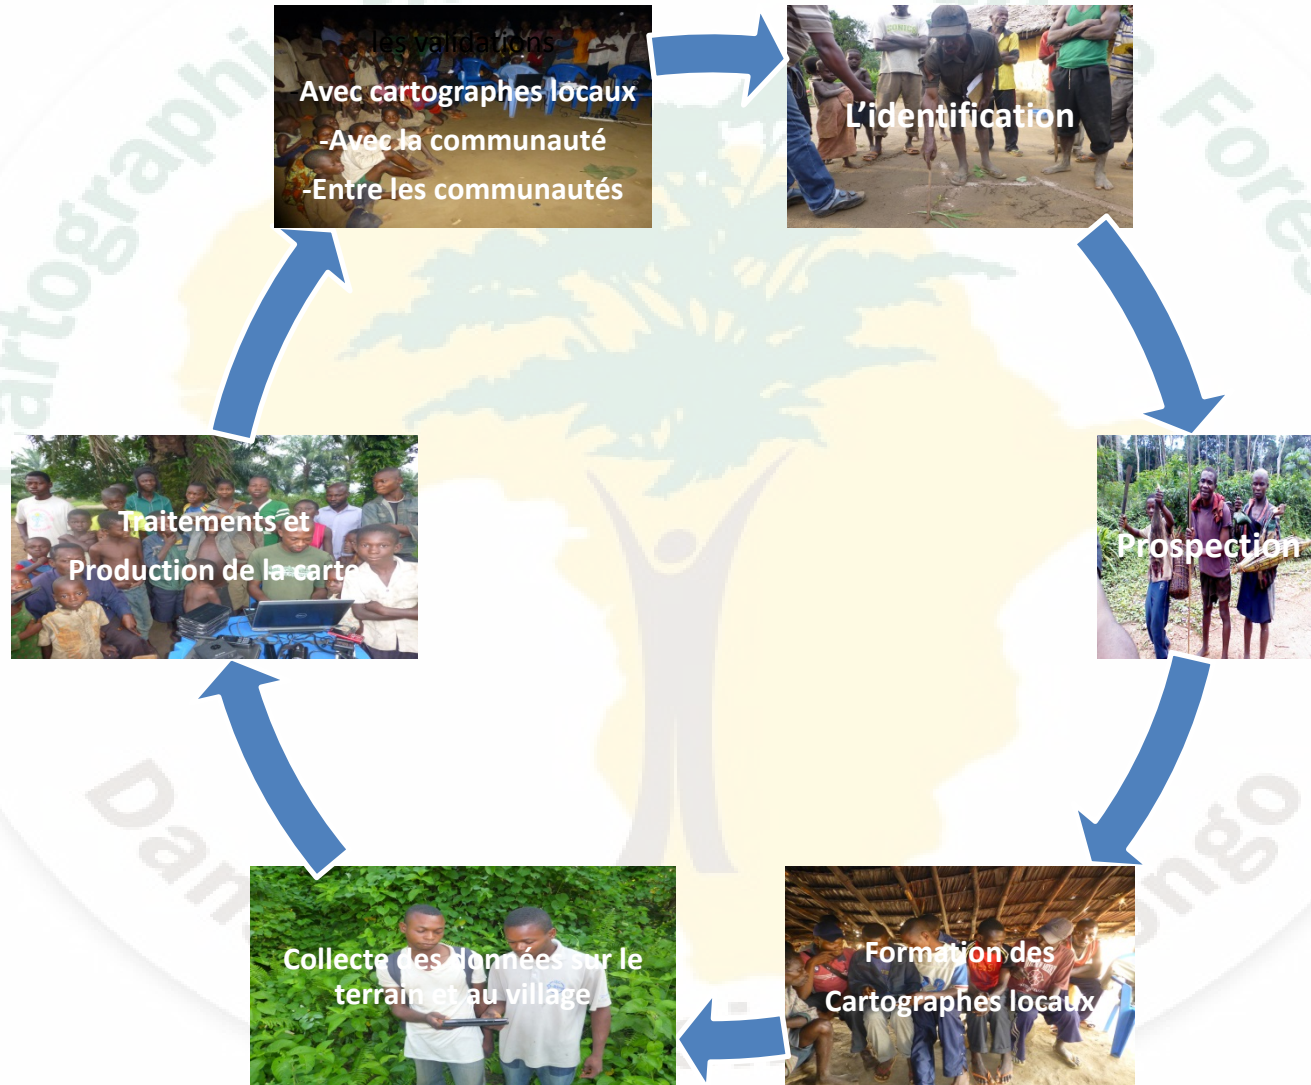 les validations
Avec cartographes locaux
-Avec la communauté
-Entre les communautés
L'identification
Prospection
Formation des
Cartographes locaux
Collecte des données sur le
terrain et au village
Traitements et
Production de la carte